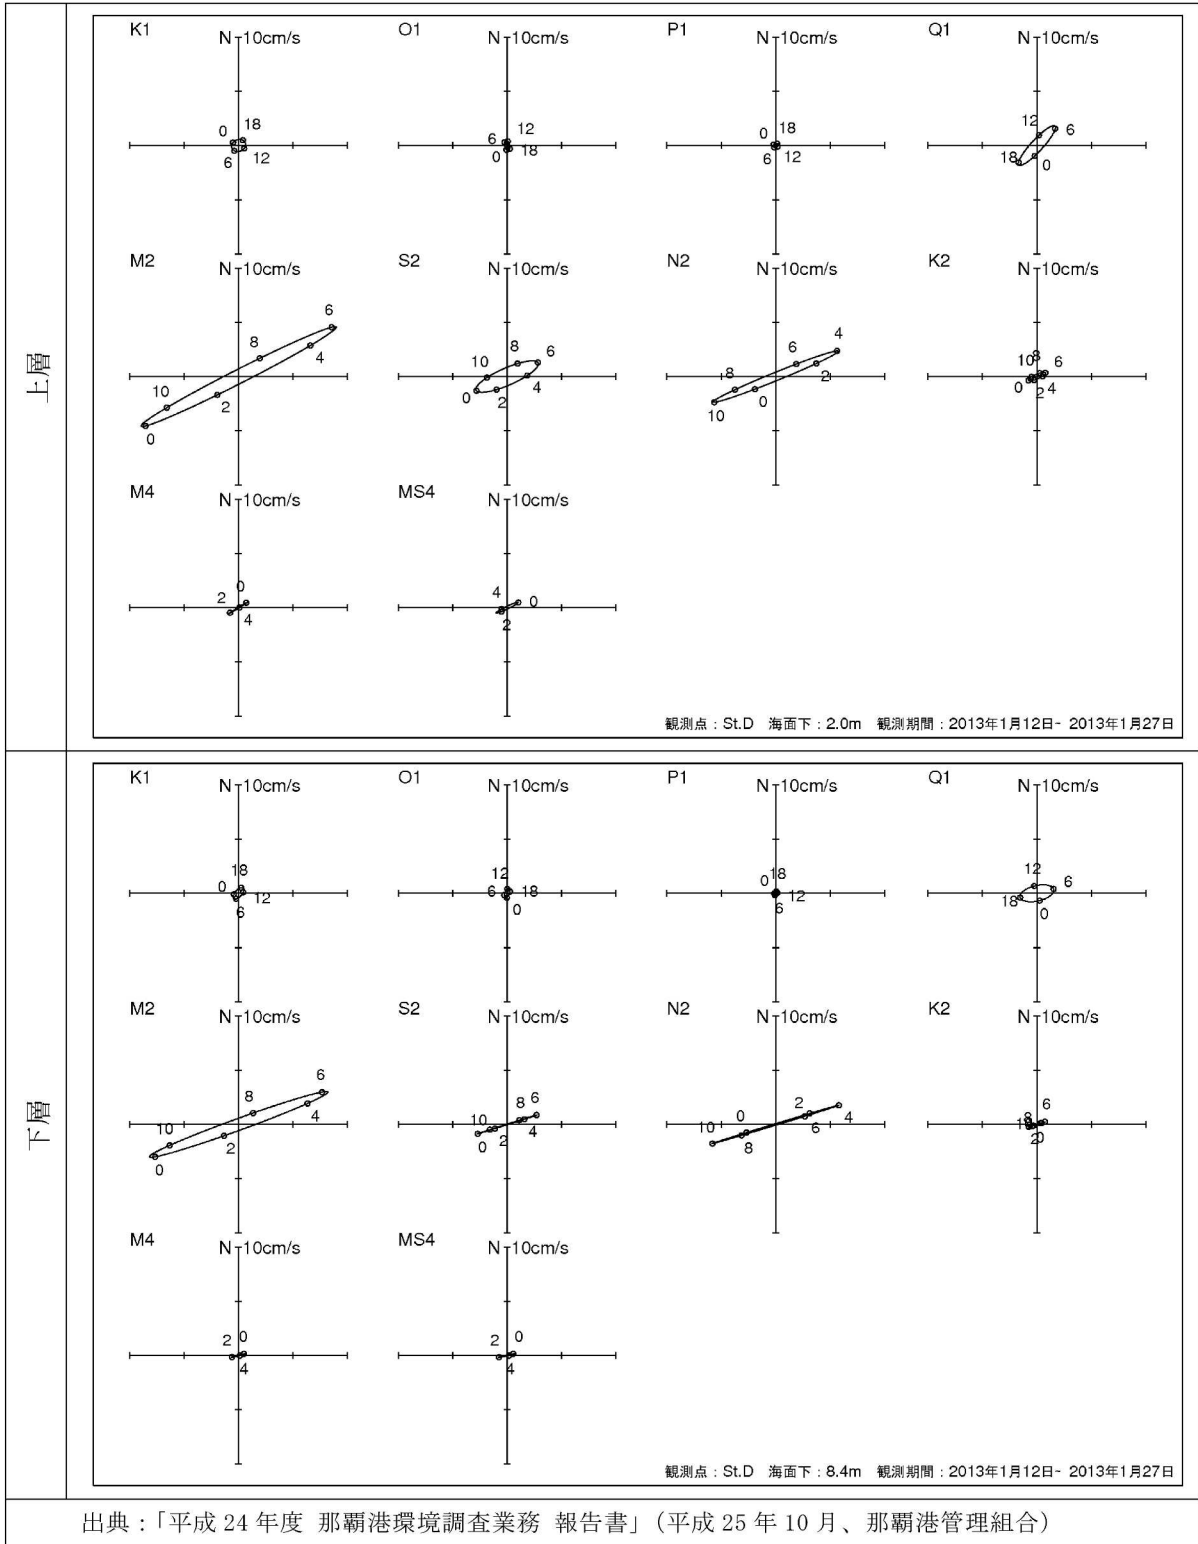 上層
K1 N 10cm/s 0 18 6 12
O1 N 10cm/s 6 12 0 18
P1 N 10cm/s 0 18 6 12
Q1 N 10cm/s 12 6 18 0
M2 N 10cm/s 6 8 4 10 2 0
S2 N 10cm/s 8 6 10 4 0 2
N2 N 10cm/s 4 6 8 2 0 10
K2 N 10cm/s 8 10 6 0 2 4
M4 N 10cm/s 0 2 4
MS4 N 10cm/s 4 0 2
観測点：St.D 海面下：2.0m 観測期間：2013年1月12日- 2013年1月27日
下層
K1 N 10cm/s 18 0 12 6
O1 N 10cm/s 12 6 18 0
P1 N 10cm/s 0 18 12 6
Q1 N 10cm/s 12 6 18 0
M2 N 10cm/s 6 8 4 10 2 0
S2 N 10cm/s 8 6 10 4 0 2
N2 N 10cm/s 2 4 0 6 10 8
K2 N 10cm/s 6 8 2 0
M4 N 10cm/s 2 0 4
MS4 N 10cm/s 2 0 4
観測点：St.D 海面下：8.4m 観測期間：2013年1月12日- 2013年1月27日
出典：「平成 24 年度 那覇港環境調査業務 報告書」（平成 25 年 10 月、那覇港管理組合）